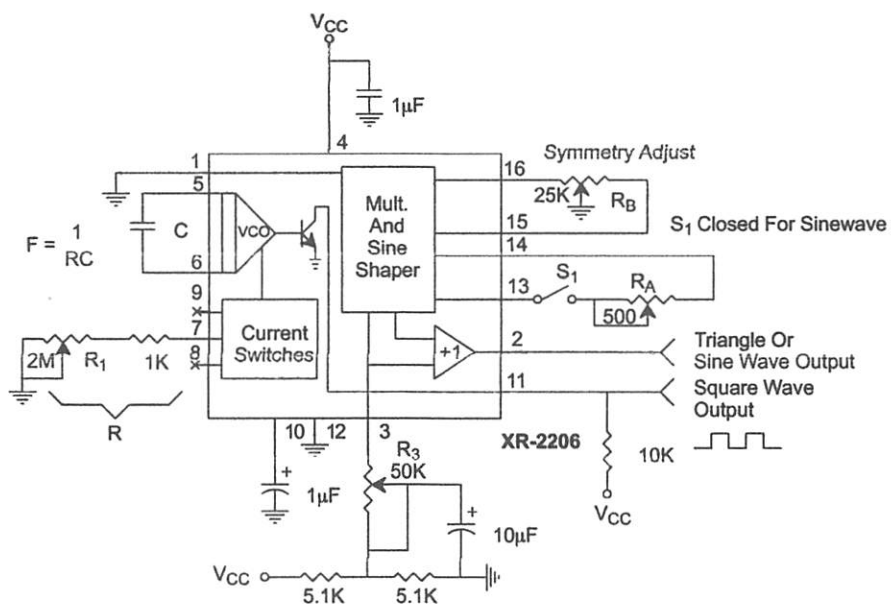 VCC
1μF
4
1
16
Symmetry Adjust
5
25K
RB
Mult.
And
Sine
Shaper
VCO
C
15
S1 Closed For Sinewave
F = 1
RC
14
6
13
S1
RA
500
9
7
8
Current
Switches
2M
R1
1K
R
+1
2
Triangle Or
Sine Wave Output
11
Square Wave
Output
10
12
3
XR-2206
10K
R3
50K
+
1μF
+
10μF
VCC
VCC
5.1K
5.1K